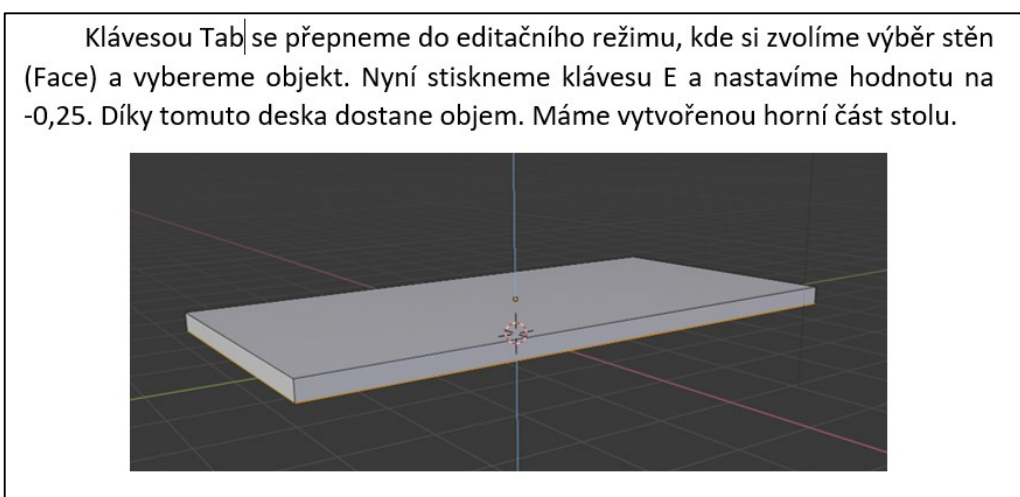 Klávesou Tab se přepneme do editačního režimu, kde si zvolíme výběr stěn
(Face) a vybereme objekt. Nyní stiskneme klávesu E a nastavíme hodnotu na
-0,25. Díky tomuto deska dostane objem. Máme vytvořenou horní část stolu.